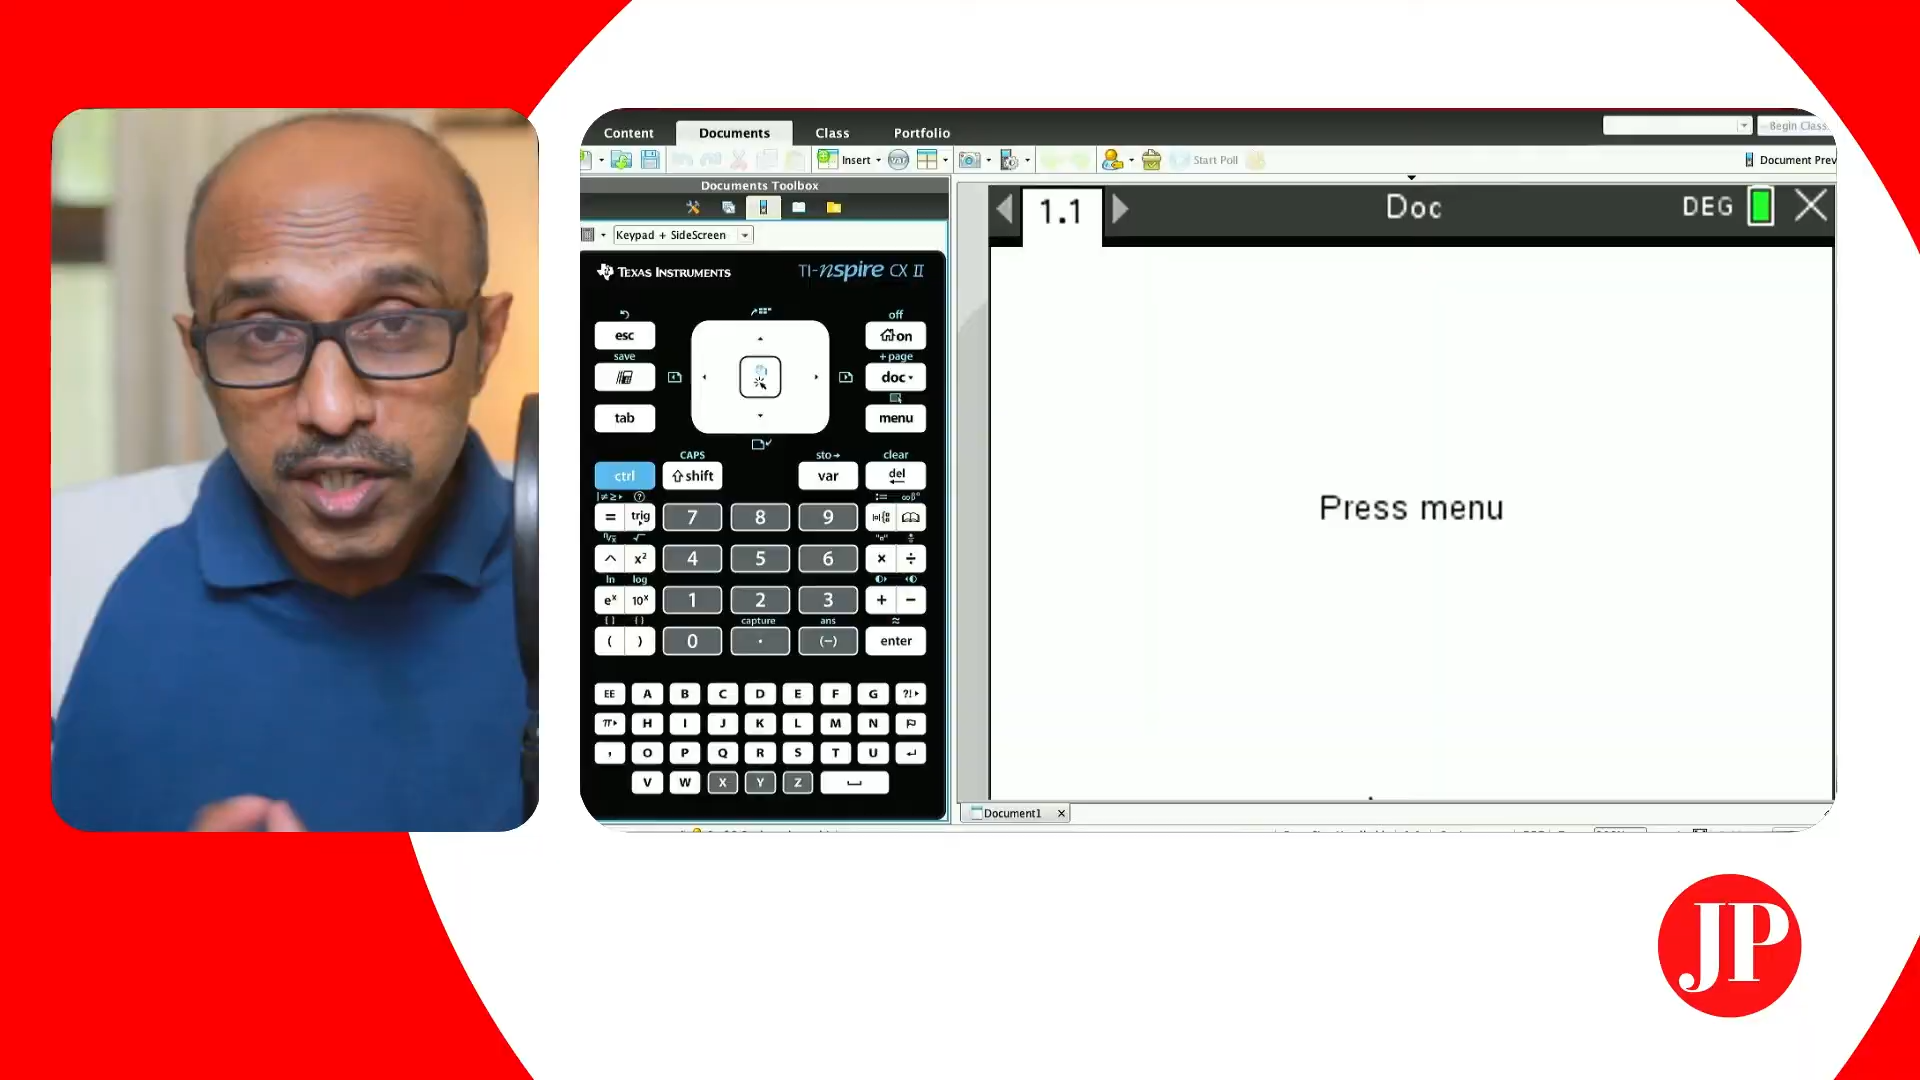 Content Documents Class Portfolio
Begin Class
Insert var Start Poll Document Prev
Documents Toolbox
Keypad + SideScreen
1.1 Doc DEG
TEXAS INSTRUMENTS TI-nspire CX II
off
esc on
save + page
doc
tab menu
CAPS sto→ clear
ctrl shift var del
= trig 7 8 9
^ x² 4 5 6 × ÷
ln log
eˣ 10ˣ 1 2 3 + −
capture ans ≈
( ) 0 . (−) enter
EE A B C D E F G ?!▸
π▸ H I J K L M N
, O P Q R S T U ↵
V W X Y Z
Press menu
Document1
JP